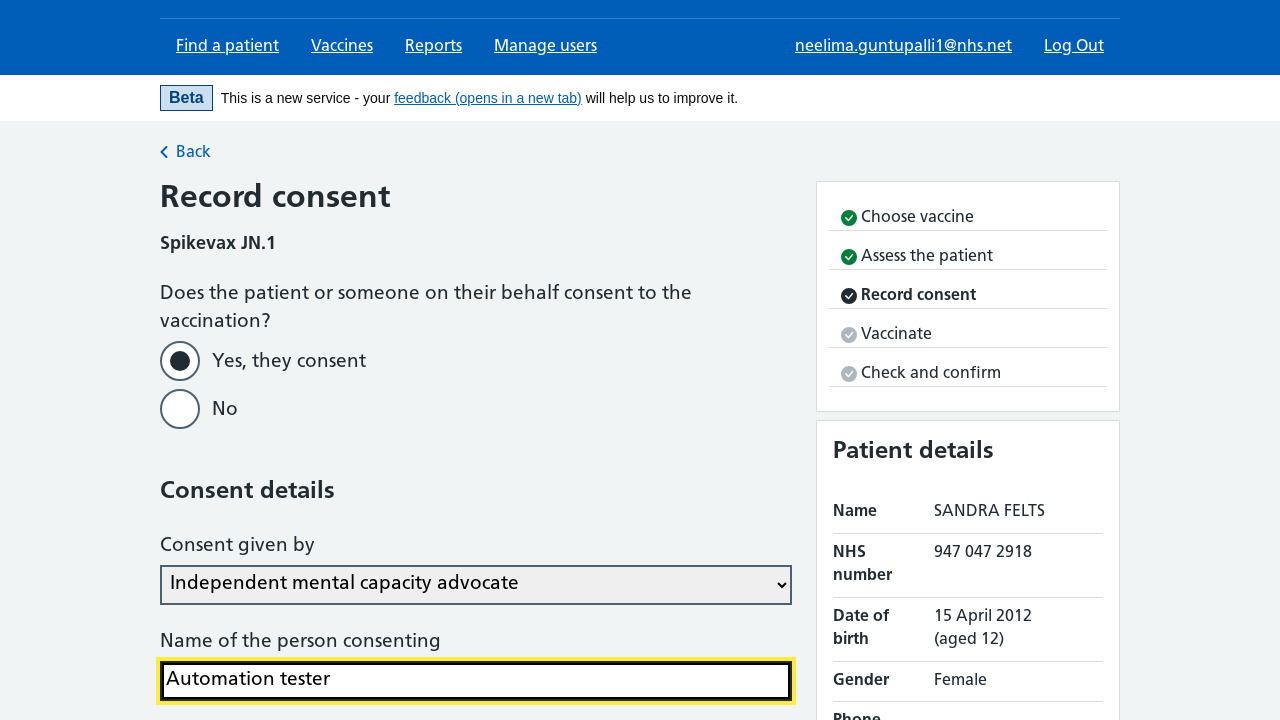 Find a patient Vaccines Reports Manage users neelima.guntupalli1@nhs.net Log Out
Beta This is a new service - your feedback (opens in a new tab) will help us to improve it.
Back
Record consent
Spikevax JN.1
Does the patient or someone on their behalf consent to the
vaccination?
Yes, they consent
No
Consent details
Consent given by
Independent mental capacity advocate
Name of the person consenting
Automation tester
Choose vaccine
Assess the patient
Record consent
Vaccinate
Check and confirm
Patient details
Name SANDRA FELTS
NHS 947 047 2918
number
Date of 15 April 2012
birth (aged 12)
Gender Female
Phone